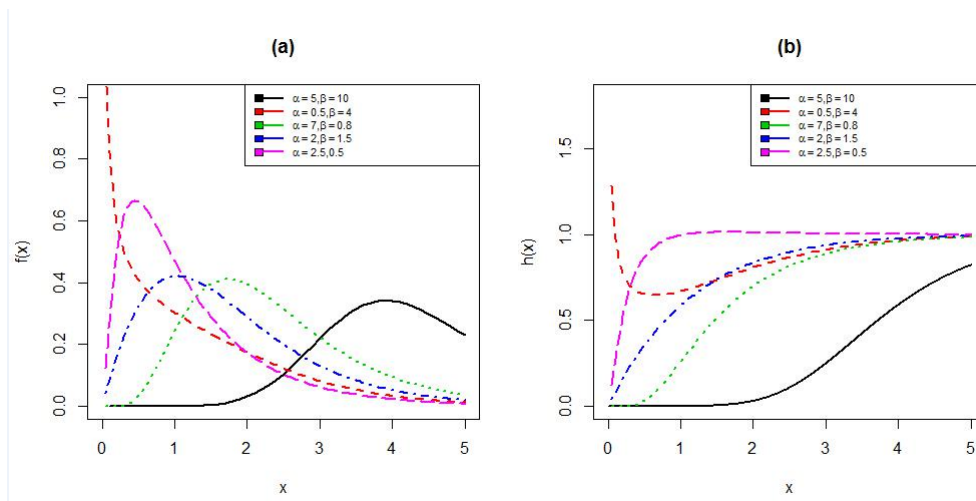 (a)
α = 5,β = 10
α = 0.5,β = 4
α = 7,β = 0.8
α = 2,β = 1.5
α = 2.5,0.5
f(x)
1.0
0.8
0.6
0.4
0.2
0.0
0 1 2 3 4 5
x
(b)
α = 5,β = 10
α = 0.5,β = 4
α = 7,β = 0.8
α = 2,β = 1.5
α = 2.5,β = 0.5
h(x)
1.5
1.0
0.5
0.0
0 1 2 3 4 5
x